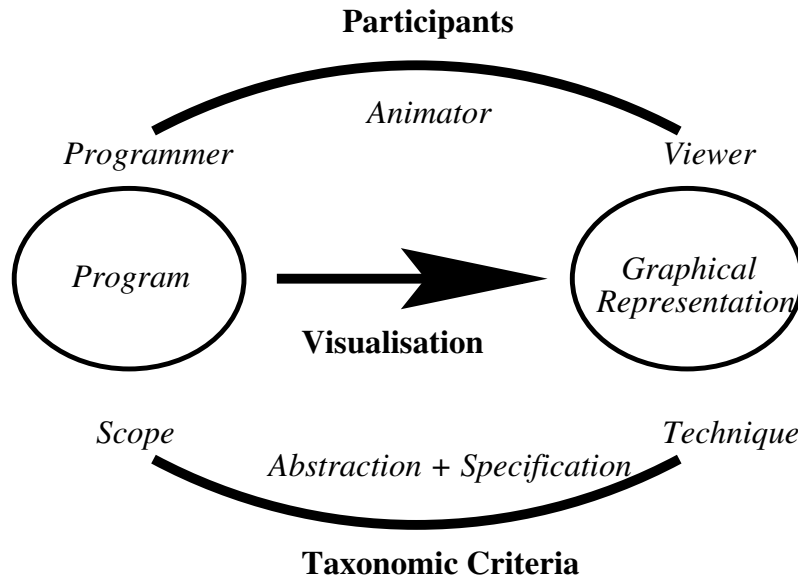 Participants
Animator
Programmer
Viewer
Program
Graphical
Representation
Visualisation
Scope
Technique
Abstraction + Specification
Taxonomic Criteria